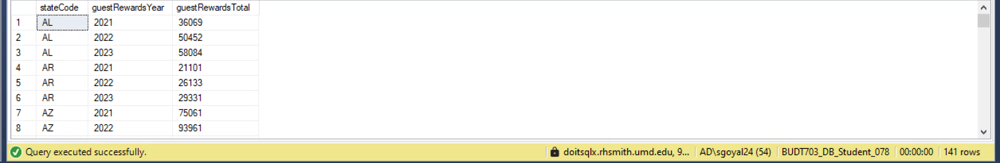 stateCode guestRewardsYear guestRewardsTotal
1 AL 2021 36069
2 AL 2022 50452
3 AL 2023 58084
4 AR 2021 21101
5 AR 2022 26133
6 AR 2023 29331
7 AZ 2021 75061
8 AZ 2022 93961
Query executed successfully. doitsqlx.rhsmith.umd.edu, 9... AD\sgoyal24 (54) BUDT703_DB_Student_078 00:00:00 141 rows